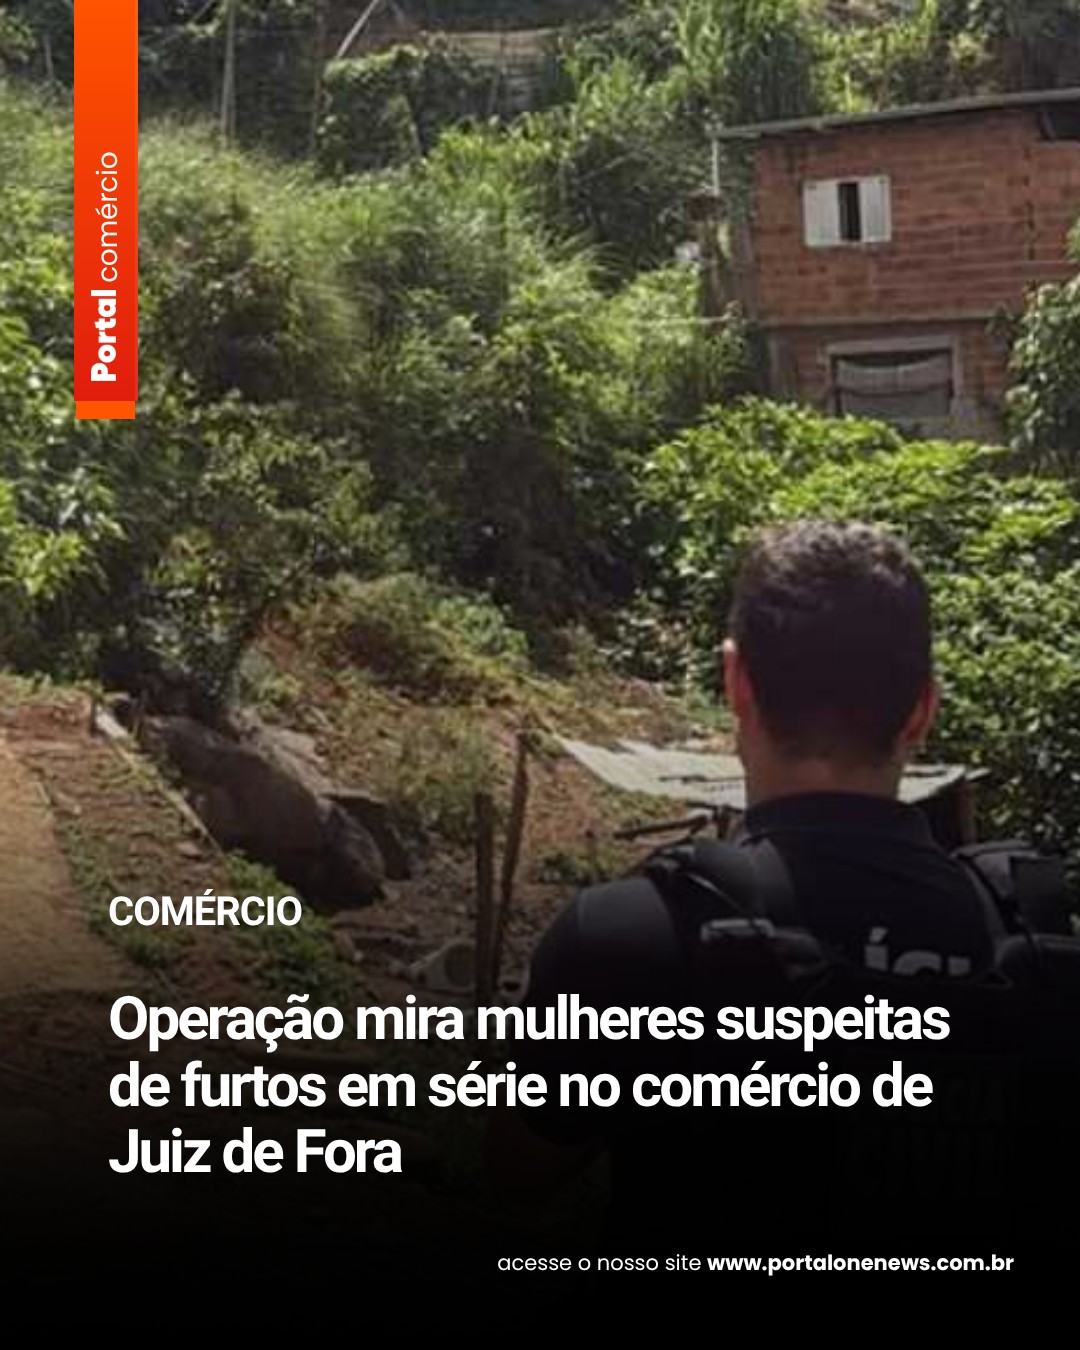 Portal comércio
COMÉRCIO
Operação mira mulheres suspeitas
de furtos em série no comércio de
Juiz de Fora
acesse o nosso site www.portalonenews.com.br